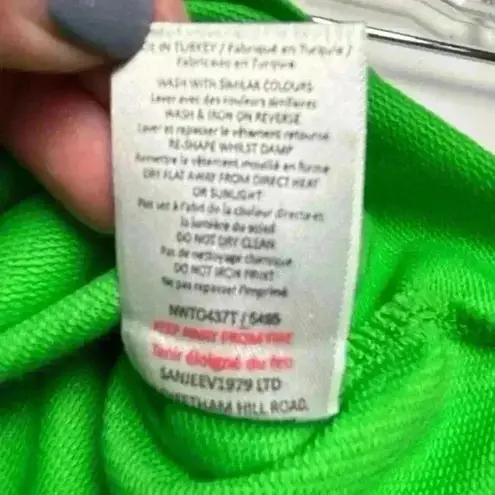 IN TURKEY / Fabriqué en Turquie /
Fabricado en Turquía
WASH WITH SIMILAR COLOURS
Laver avec des couleurs similaires
WASH & IRON ON REVERSE
Laver et repasser le vêtement retourné
RE-SHAPE WHILST DAMP
Remettre le vêtement mouillé en forme
DRY FLAT AWAY FROM DIRECT HEAT
OR SUNLIGHT
Pas set à l'abri de la chaleur directe et
la lumière du soleil
DO NOT DRY CLEAN
Pas de nettoyage chimique
DO NOT IRON PRINT
Ne pas repasser l'imprimé
NWTO437T / 5495
KEEP AWAY FROM FIRE
Tenir éloigné du feu
SANJEEV1979 LTD
CHEETHAM HILL ROAD,